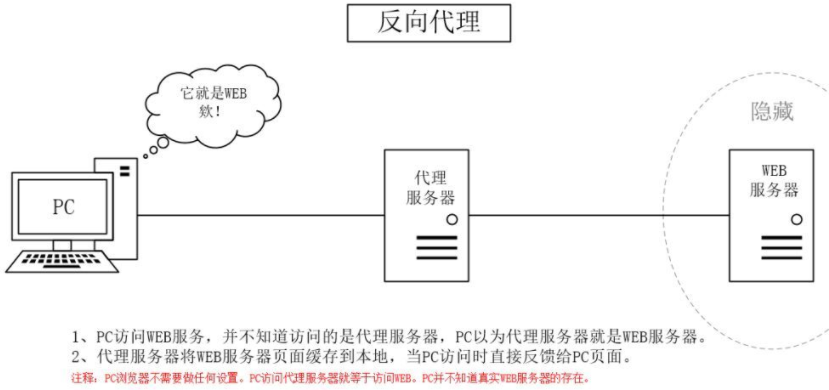 反向代理
它就是WEB
欸！
隐藏
PC
代理
服务器
WEB
服务器
1、PC访问WEB服务，并不知道访问的是代理服务器，PC以为代理服务器就是WEB服务器。
2、代理服务器将WEB服务器页面缓存到本地，当PC访问时直接反馈给PC页面。
注释：PC浏览器不需要做任何设置。PC访问代理服务器就等于访问WEB。PC并不知道真实WEB服务器的存在。